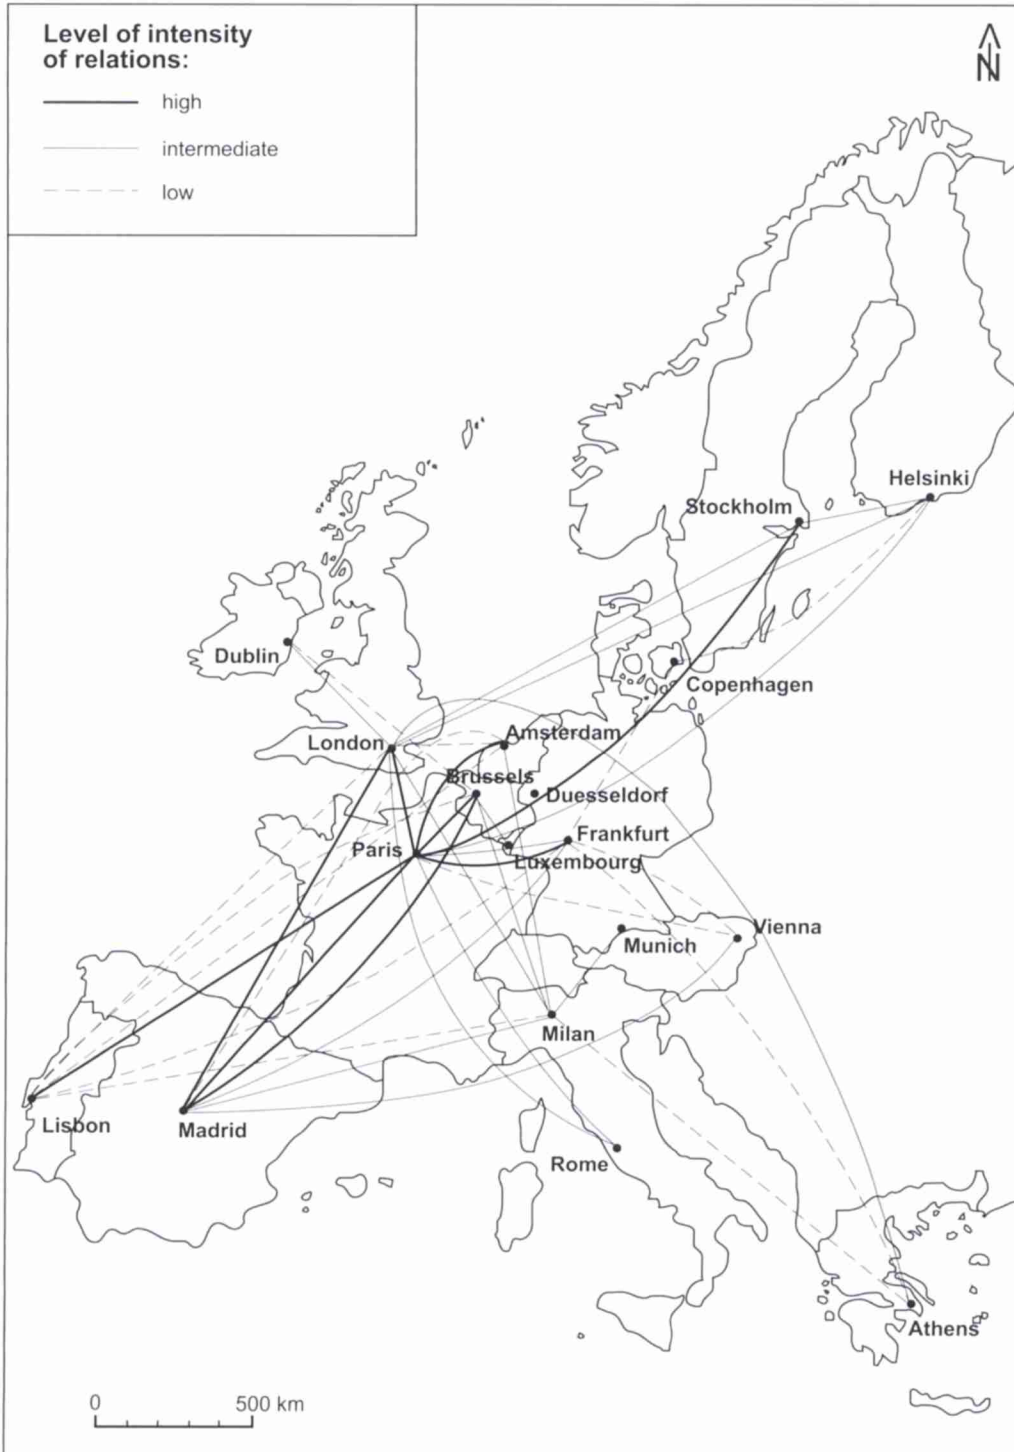 Level of intensity
of relations:
high
intermediate
low
N
Helsinki
Stockholm
Dublin
Copenhagen
London
Amsterdam
Brussels
Duesseldorf
Frankfurt
Paris
Luxembourg
Vienna
Munich
Milan
Lisbon
Madrid
Rome
Athens
0 500 km